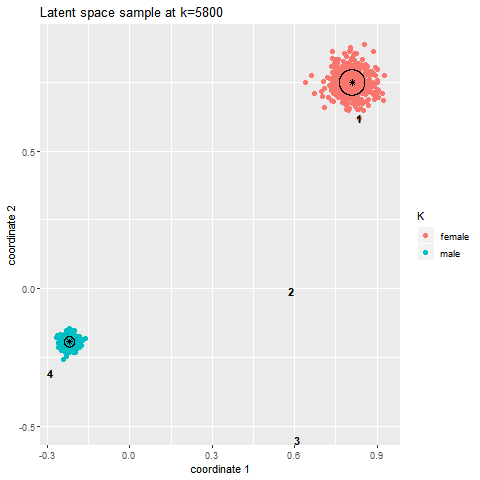 Latent space sample at k=5800
1
0.5
K
female
male
coordinate 2
0.0
2
4
-0.5
3
-0.3 0.0 0.3 0.6 0.9
coordinate 1